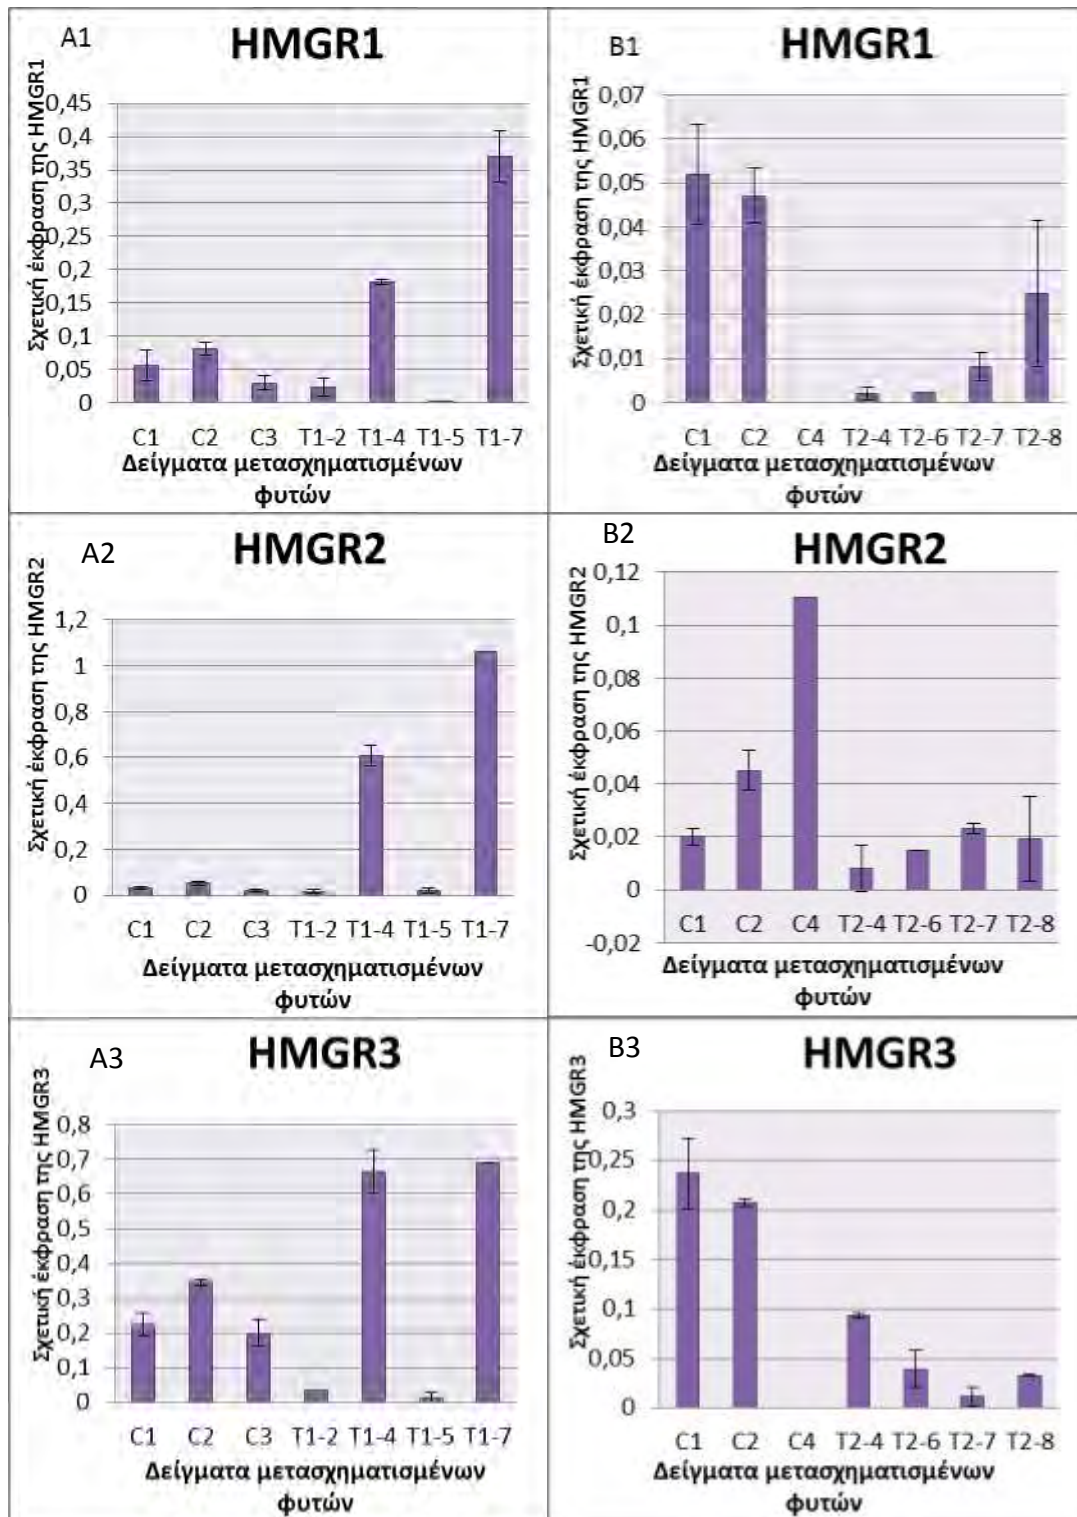 A1
HMGR1
Σχετική έκφραση της HMGR1
0,45
0,4
0,35
0,3
0,25
0,2
0,15
0,1
0,05
0
C1 C2 C3 T1-2 T1-4 T1-5 T1-7
Δείγματα μετασχηματισμένων
φυτών
B1
HMGR1
Σχετική έκφραση της HMGR1
0,07
0,06
0,05
0,04
0,03
0,02
0,01
0
C1 C2 C4 T2-4 T2-6 T2-7 T2-8
Δείγματα μετασχηματισμένων
φυτών
A2
HMGR2
Σχετική έκφραση της HMGR2
1,2
1
0,8
0,6
0,4
0,2
0
C1 C2 C3 T1-2 T1-4 T1-5 T1-7
Δείγματα μετασχηματισμένων
φυτών
B2
HMGR2
Σχετική έκφραση της HMGR2
0,12
0,1
0,08
0,06
0,04
0,02
0
-0,02
C1 C2 C4 T2-4 T2-6 T2-7 T2-8
Δείγματα μετασχηματισμένων
φυτών
A3
HMGR3
Σχετική έκφραση της HMGR3
0,8
0,7
0,6
0,5
0,4
0,3
0,2
0,1
0
C1 C2 C3 T1-2 T1-4 T1-5 T1-7
Δείγματα μετασχηματισμένων
φυτών
B3
HMGR3
Σχετική έκφραση της HMGR3
0,3
0,25
0,2
0,15
0,1
0,05
0
C1 C2 C4 T2-4 T2-6 T2-7 T2-8
Δείγματα μετασχηματισμένων
φυτών